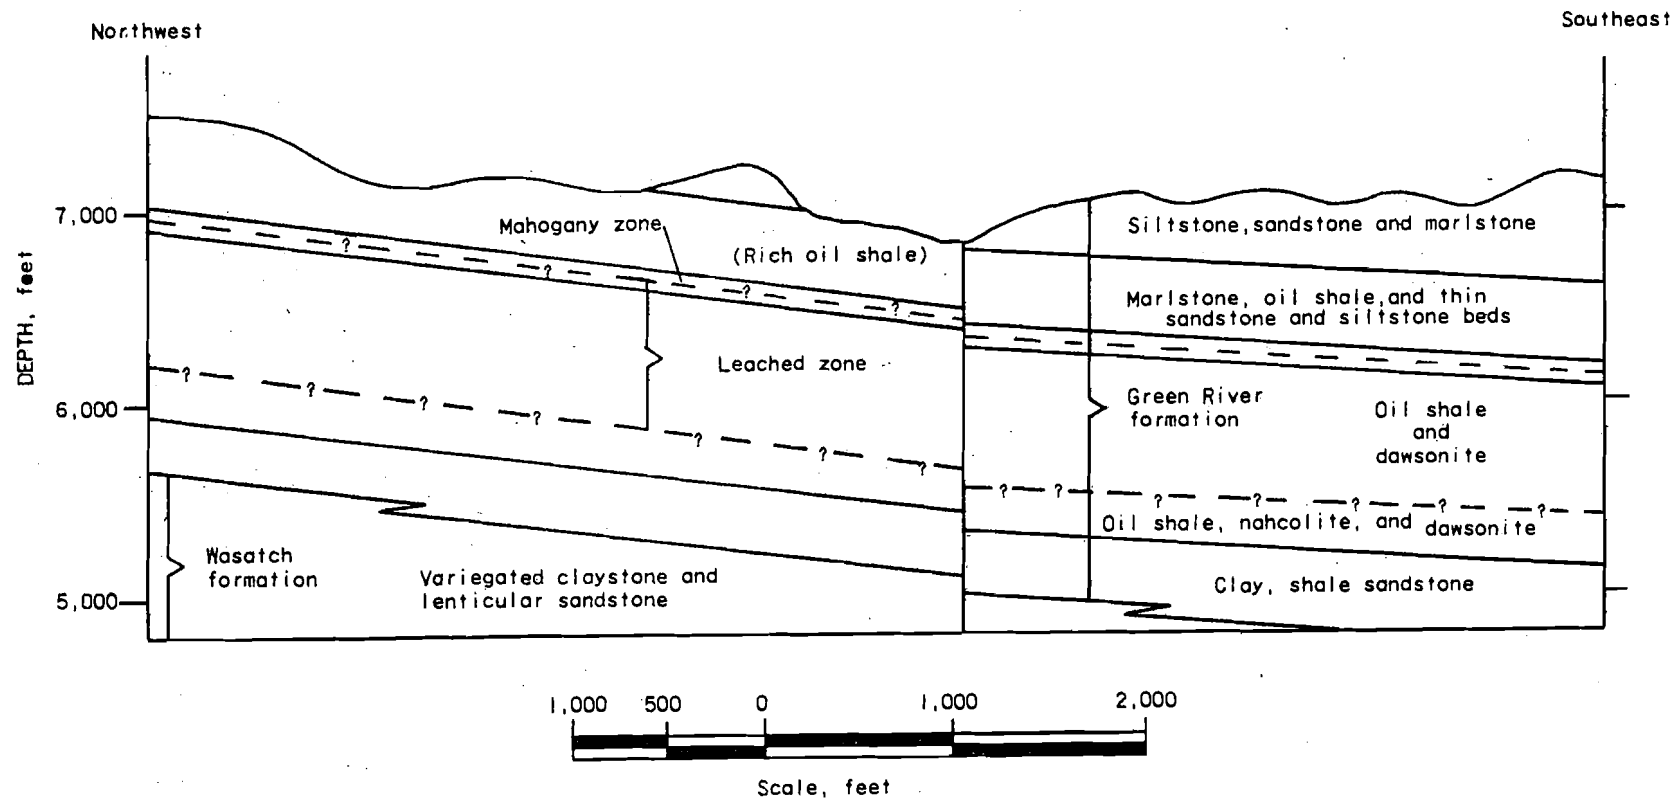 Northwest
Southeast
7,000
6,000
5,000
DEPTH, feet
Mahogany zone
(Rich oil shale)
Leached zone
Siltstone, sandstone and marlstone
Marlstone, oil shale, and thin
sandstone and siltstone beds
Green River
formation
Oil shale
and
dawsonite
Oil shale, nahcolite, and dawsonite
Clay, shale sandstone
Wasatch
formation
Variegated claystone and
lenticular sandstone
? ? ? ?
? ? ? ? ? ? ?
? ? ? ? ? ? ?
1,000 500 0 1,000 2,000
Scale, feet